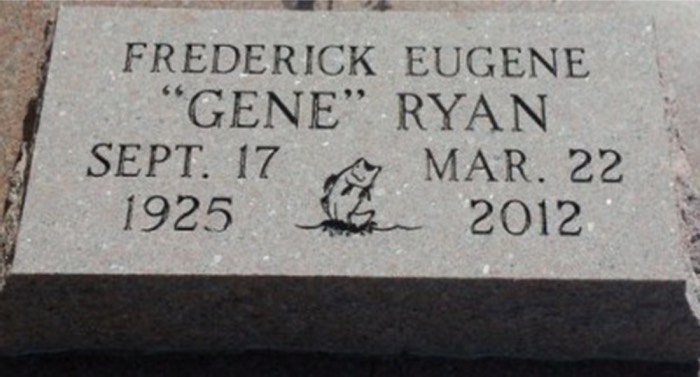 FREDERICK EUGENE
“GENE” RYAN
SEPT. 17 MAR. 22
1925 2012